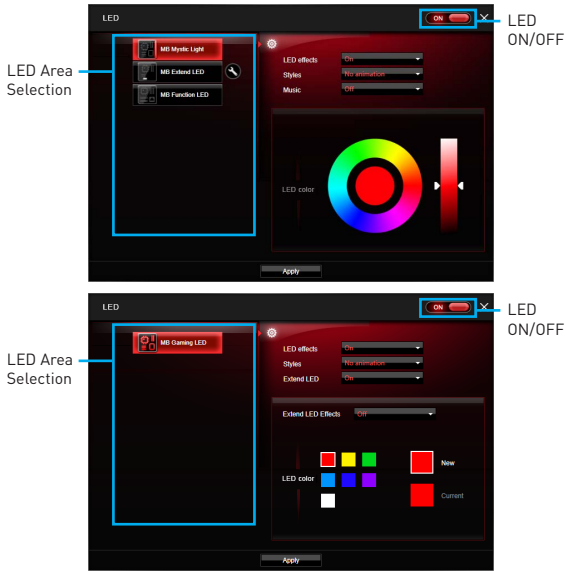 LED
ON
LED
ON/OFF
LED Area
Selection
MB Mystic Light
MB Extend LED
MB Function LED
LED effects
On
Styles
No animation
Music
Off
LED color
Apply
LED
ON
LED
ON/OFF
LED Area
Selection
MB Gaming LED
LED effects
On
Styles
No animation
Extend LED
On
Extend LED Effects
Off
LED color
New
Current
Apply